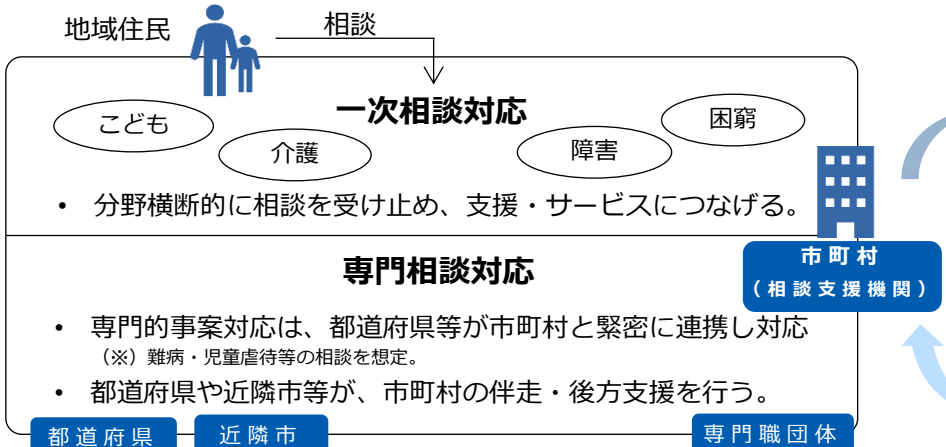 地域住民
相談
一次相談対応
こども
介護
障害
困窮
• 分野横断的に相談を受け止め、支援・サービスにつなげる。
市町村
（相談支援機関）
専門相談対応
• 専門的事案対応は、都道府県等が市町村と緊密に連携し対応
（※）難病・児童虐待等の相談を想定。
• 都道府県や近隣市等が、市町村の伴走・後方支援を行う。
都道府県
近隣市
専門職団体